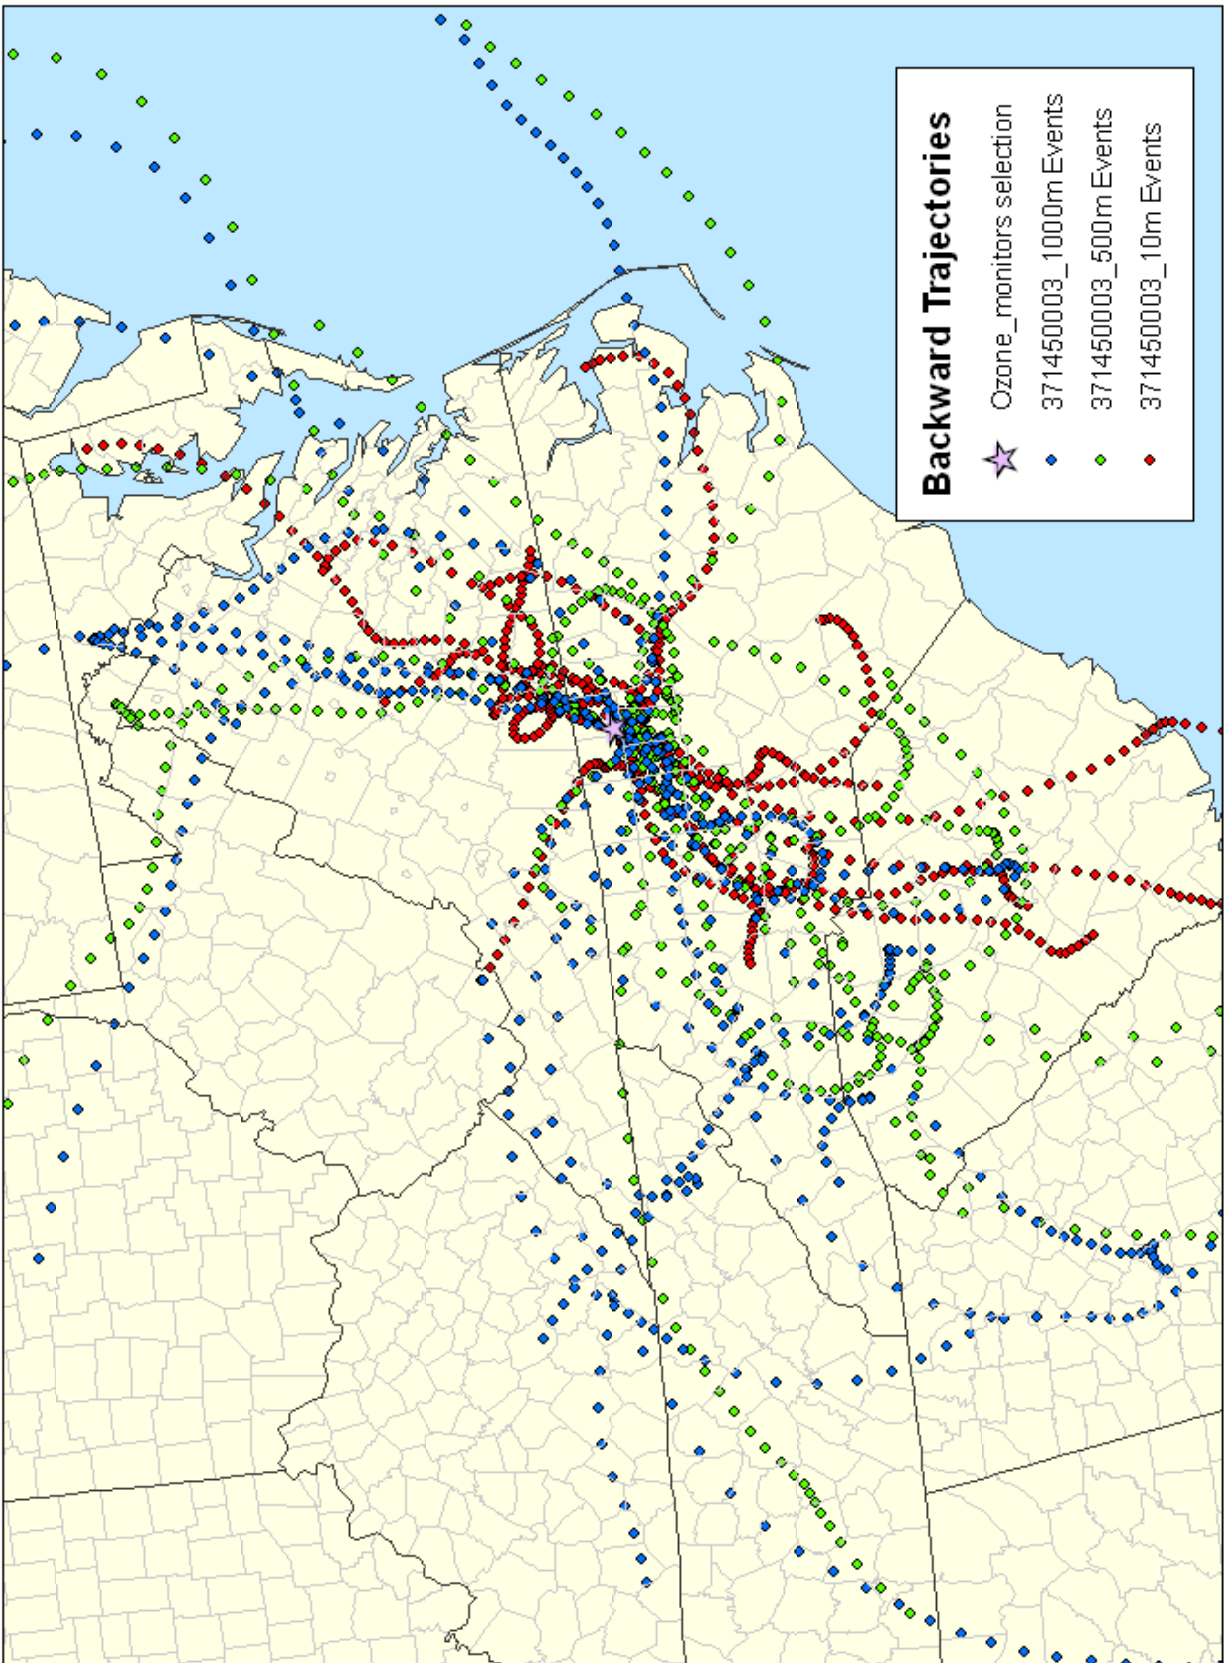 Backward Trajectories
Ozone_monitors selection
371450003_1000m Events
371450003_500m Events
371450003_10m Events